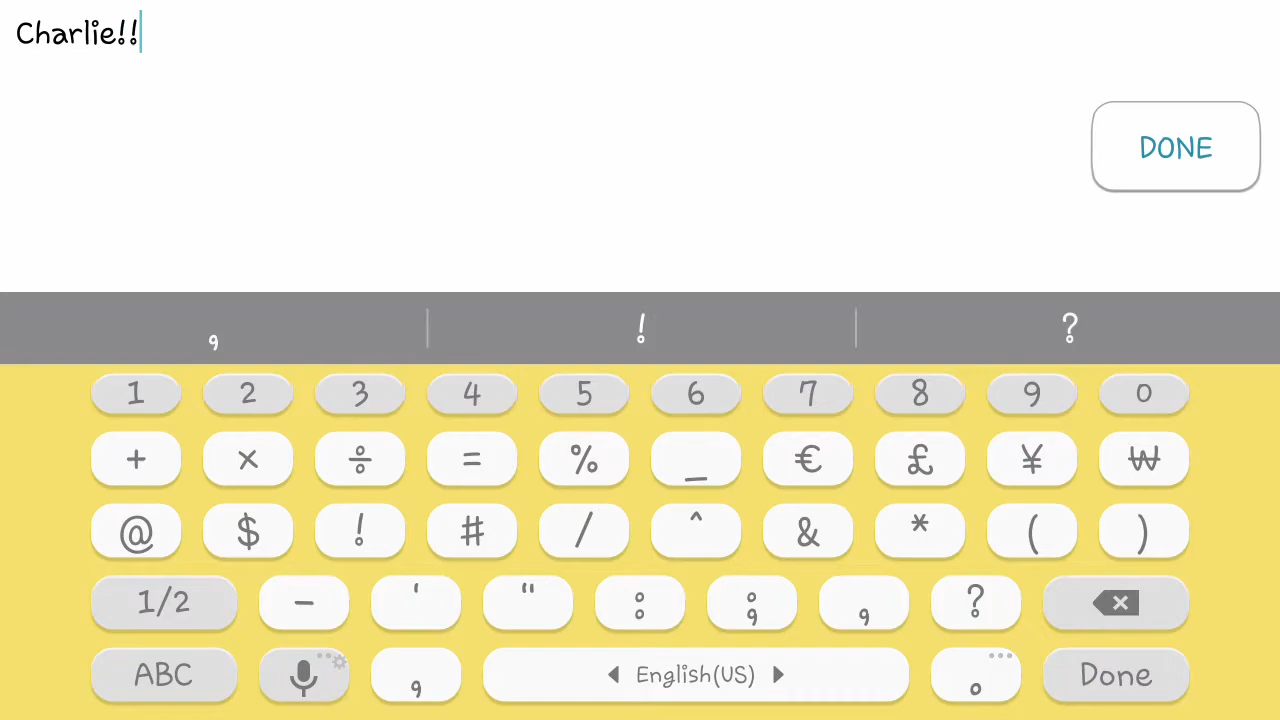 Charlie!!
DONE
, ! ?
1 2 3 4 5 6 7 8 9 0
+ × ÷ = % _ € £ ¥ ₩
@ $ ! # / ^ & * ( )
1/2 - ' " : ; , ?
ABC , English(US) . Done